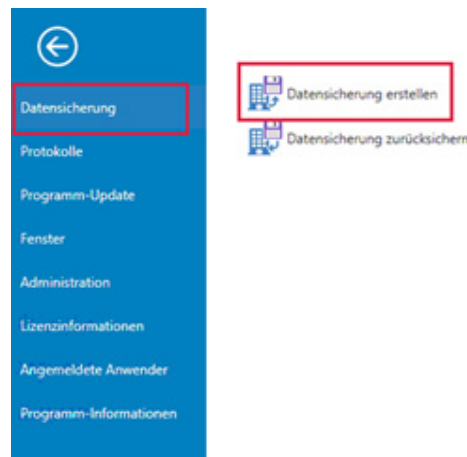 Datensicherung
Protokolle
Programm-Update
Fenster
Administration
Lizenzinformationen
Angemeldete Anwender
Programm-Informationen
Datensicherung erstellen
Datensicherung zurücksichern